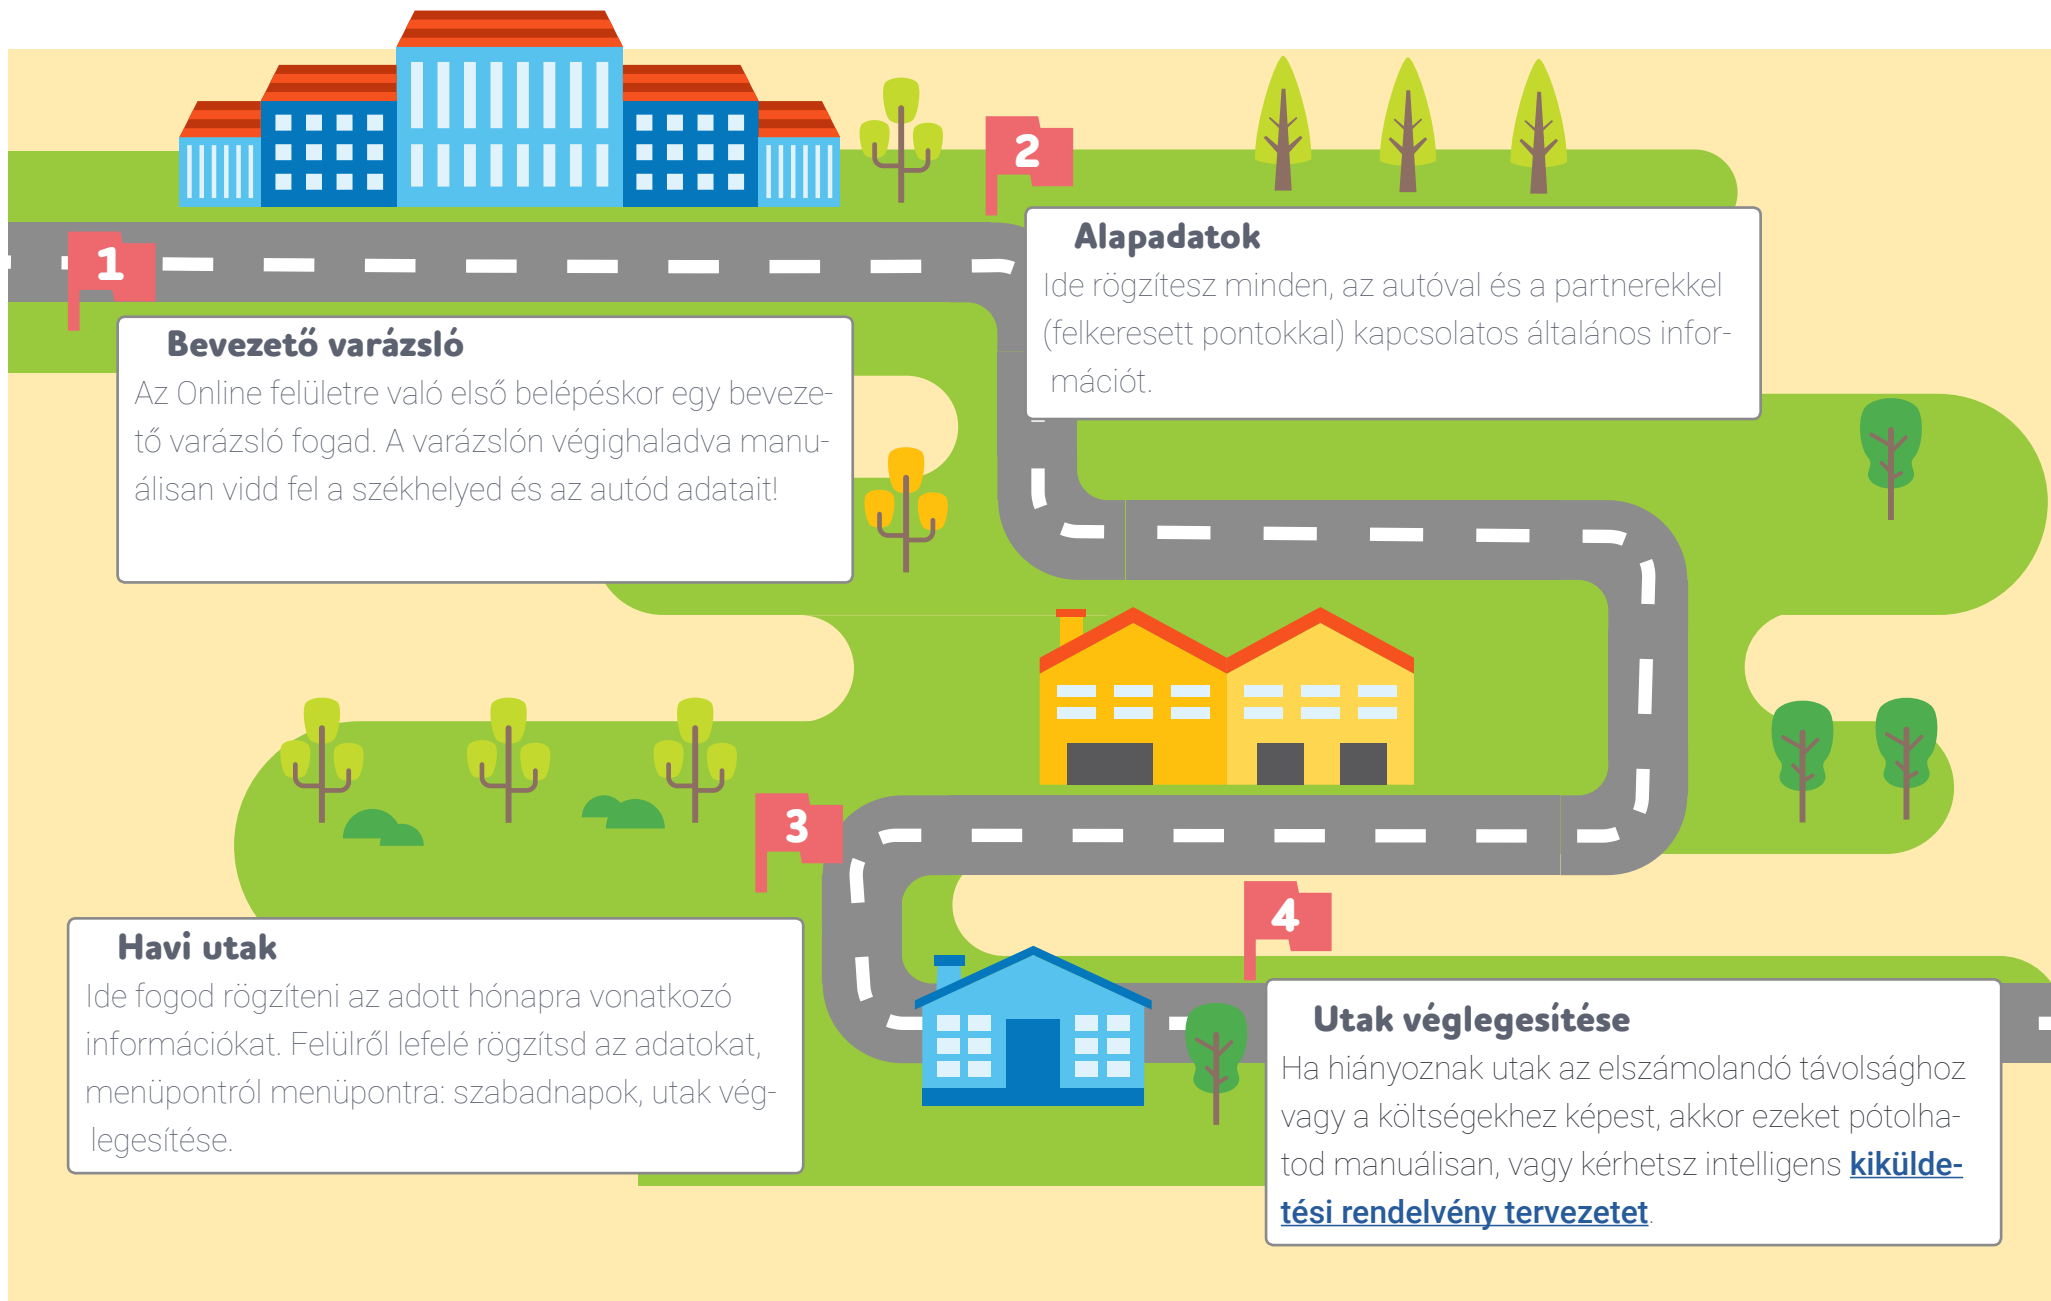 1
Bevezető varázsló
Az Online felületre való első belépéskor egy beveze-
tő varázsló fogad. A varázslón végighaladva manu-
álisan vidd fel a székhelyed és az autód adatait!
2
Alapadatok
Ide rögzítesz minden, az autóval és a partnerekkel
(felkeresett pontokkal) kapcsolatos általános infor-
mációt.
3
Havi utak
Ide fogod rögzíteni az adott hónapra vonatkozó
információkat. Felülről lefelé rögzítsd az adatokat,
menüpontról menüpontra: szabadnapok, utak vég-
legesítése.
4
Utak véglegesítése
Ha hiányoznak utak az elszámolandó távolsághoz
vagy a költségekhez képest, akkor ezeket pótolha-
tod manuálisan, vagy kérhetsz intelligens kikülde-
tési rendelvény tervezetet.